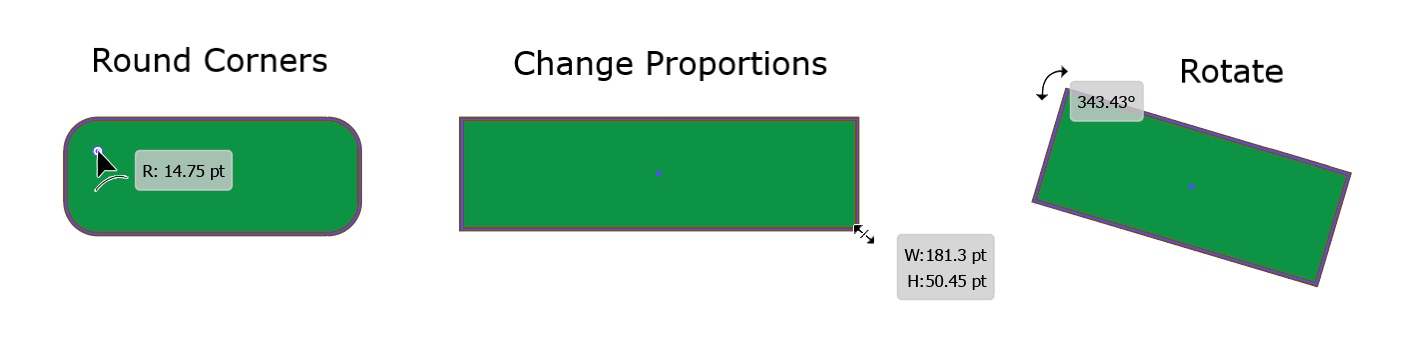 Round Corners
Change Proportions
Rotate
R: 14.75 pt
343.43°
W:181.3 pt
H:50.45 pt